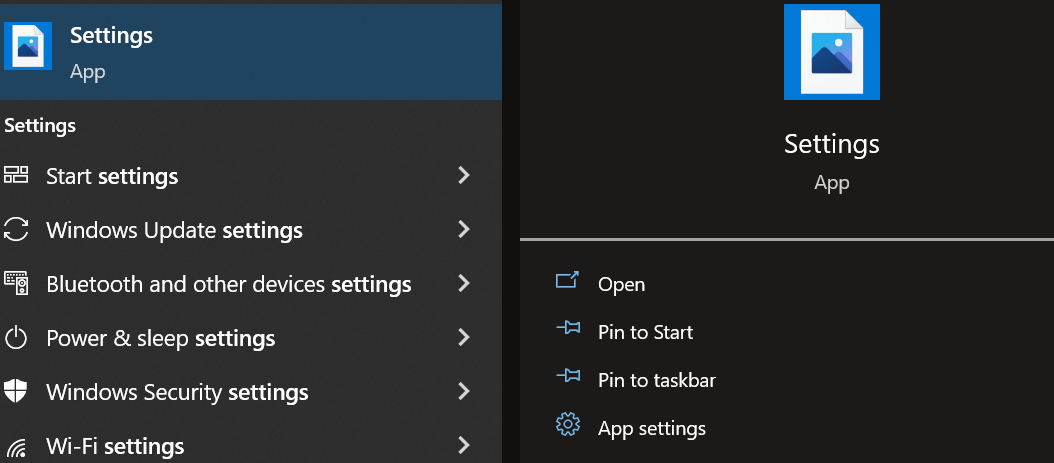 Settings
App
Settings
Start settings
Windows Update settings
Bluetooth and other devices settings
Power & sleep settings
Windows Security settings
Wi-Fi settings
Settings
App
Open
Pin to Start
Pin to taskbar
App settings